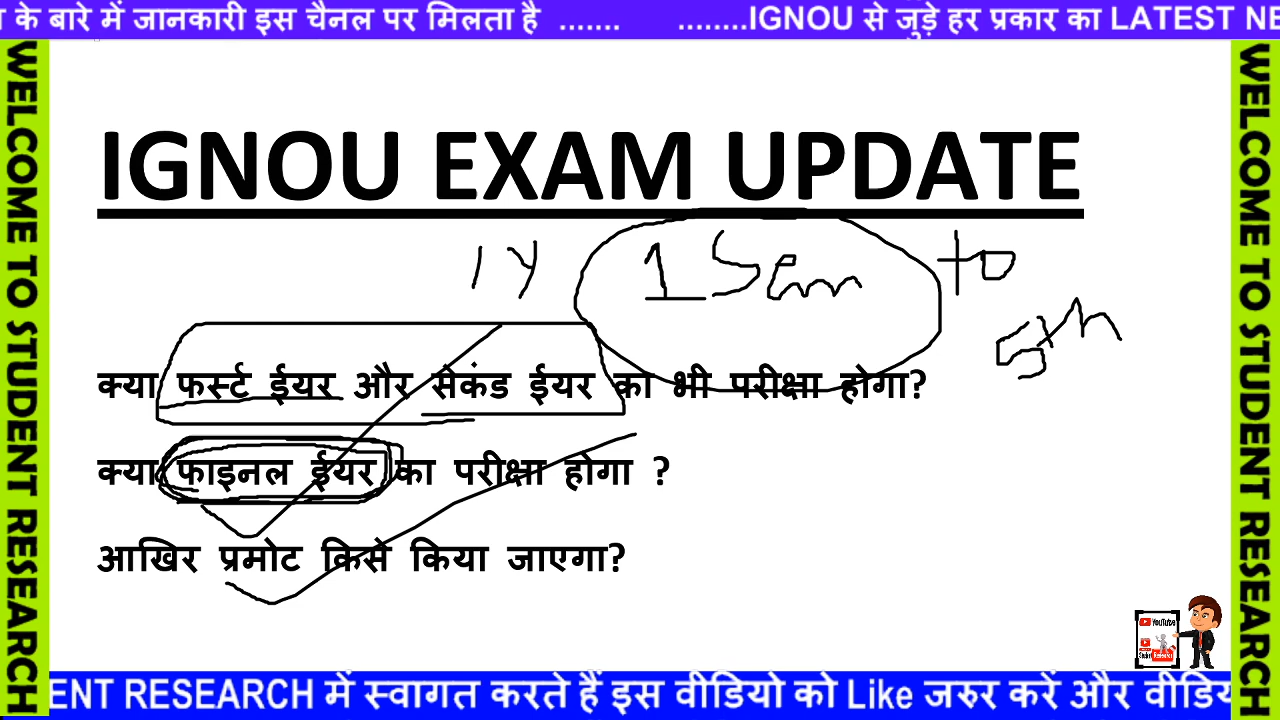 के बारे में जानकारी इस चैनल पर मिलता है ....... ........IGNOU से जुड़े हर प्रकार का LATEST NE
WELCOME TO STUDENT RESEARCH
WELCOME TO STUDENT RESEARCH
IGNOU EXAM UPDATE
1 y 1 Sem to
5th
क्या फर्स्ट ईयर और सेकंड ईयर का भी परीक्षा होगा?
क्या फाइनल ईयर का परीक्षा होगा ?
आखिर प्रमोट किसे किया जाएगा?
YouTube
ENT RESEARCH में स्वागत करते हैं इस वीडियो को Like जरुर करें और वीडिय